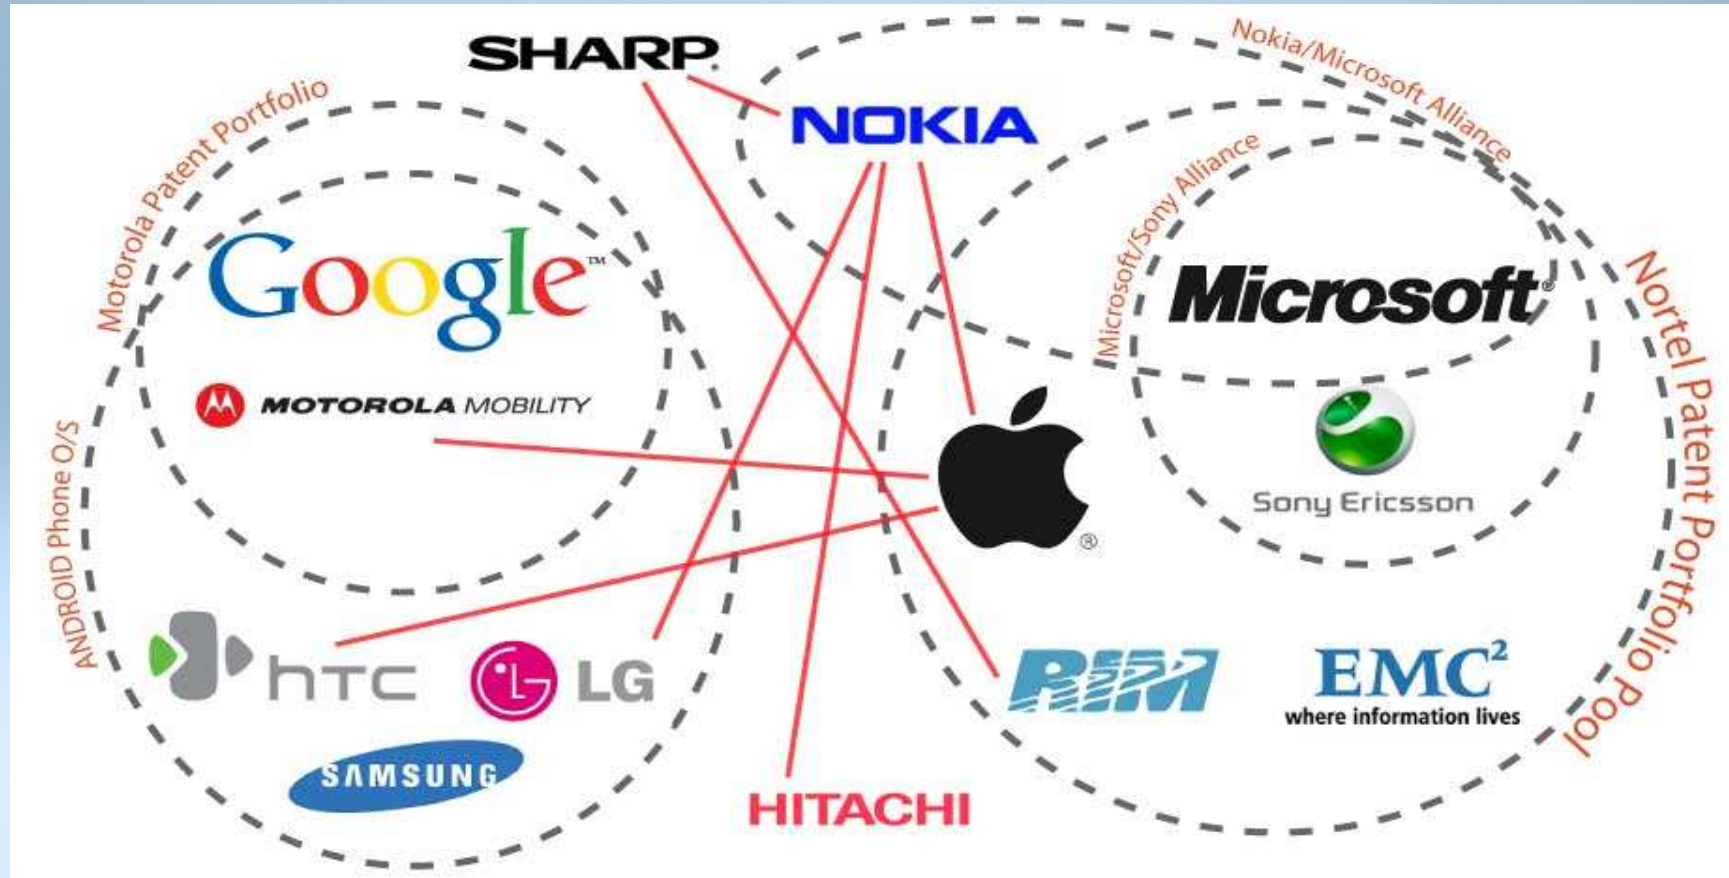 SHARP
Nokia/Microsoft Alliance
Motorola Patent Portfolio
NOKIA
Microsoft/Sony Alliance
Google™
Microsoft®
Nortel Patent Portfolio Pool
MOTOROLA MOBILITY
ANDROID Phone O/S
Sony Ericsson
®
hTC
LG
RIM
EMC²
where information lives
SAMSUNG
HITACHI